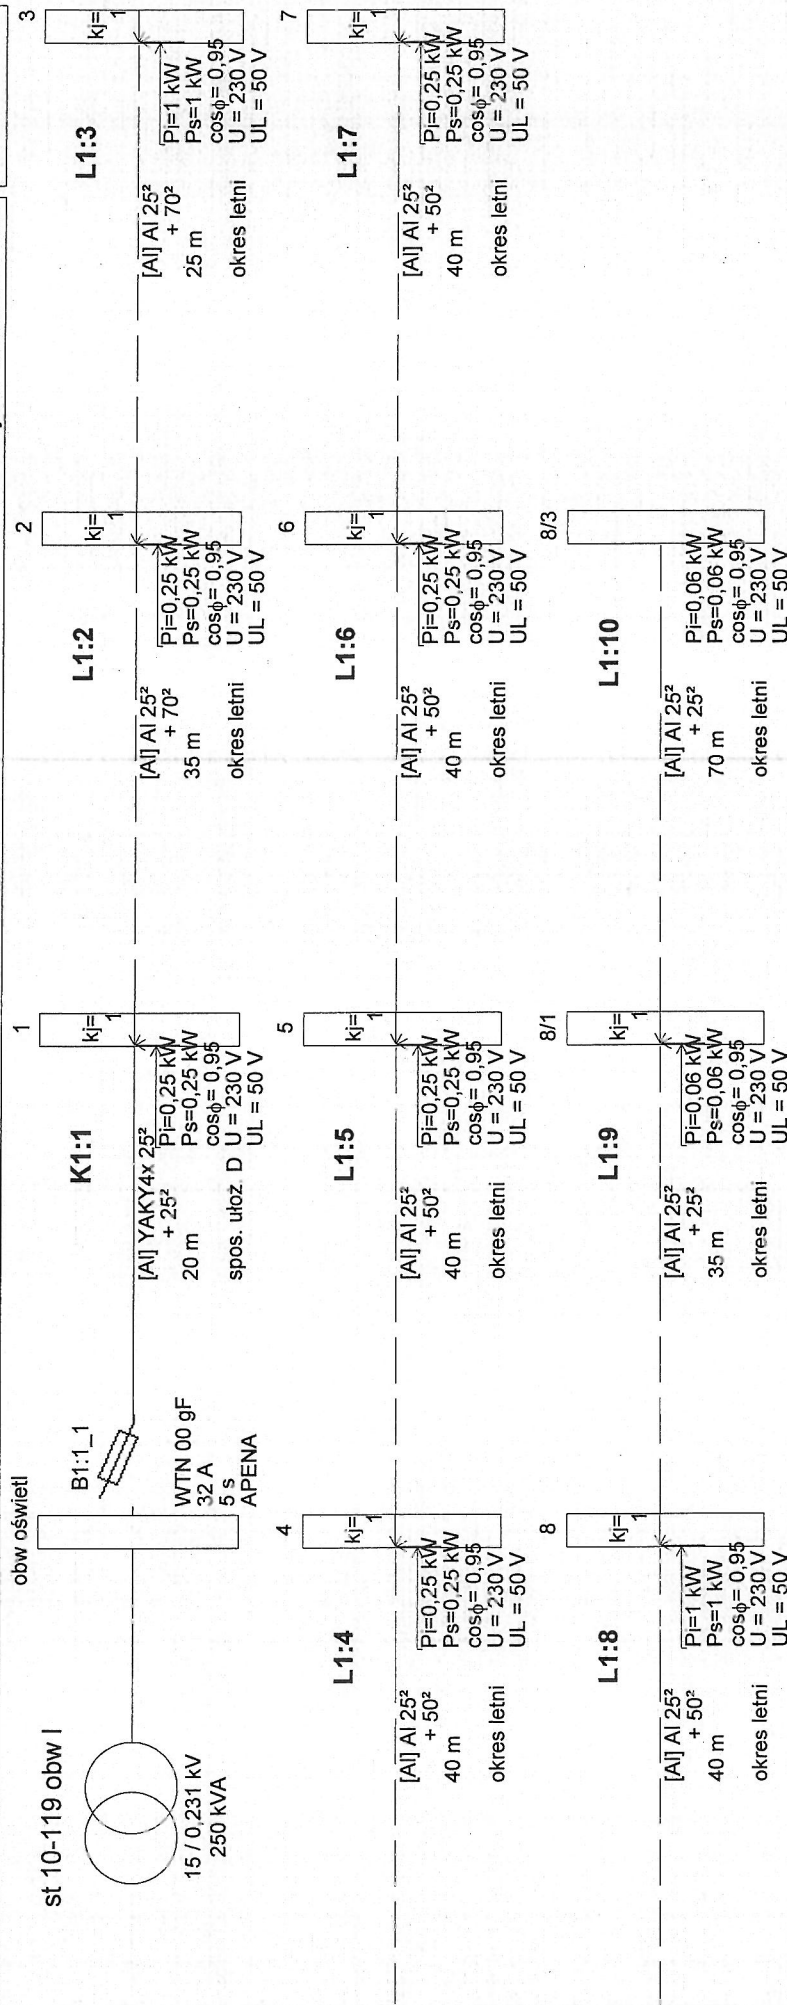 st 10-119 obw I
15 / 0,231 kV
250 kVA
obw oświetl
B1:1_1
WTN 00 gF
32 A
5 s
APENA
K1:1
[Al] YAKY4x 25²
+ 25²
20 m
spos. ułoż. D
1
kj=
1
Pi=0,25 kW
Ps=0,25 kW
cosϕ= 0,95
U = 230 V
UL = 50 V
L1:2
[Al] Al 25²
+ 70²
35 m
okres letni
2
kj=
1
Pi=0,25 kW
Ps=0,25 kW
cosϕ= 0,95
U = 230 V
UL = 50 V
L1:3
[Al] Al 25²
+ 70²
25 m
okres letni
3
kj=
1
Pi=1 kW
Ps=1 kW
cosϕ= 0,95
U = 230 V
UL = 50 V
L1:4
[Al] Al 25²
+ 50²
40 m
okres letni
4
kj=
1
Pi=0,25 kW
Ps=0,25 kW
cosϕ= 0,95
U = 230 V
UL = 50 V
L1:5
[Al] Al 25²
+ 50²
40 m
okres letni
5
kj=
1
Pi=0,25 kW
Ps=0,25 kW
cosϕ= 0,95
U = 230 V
UL = 50 V
L1:6
[Al] Al 25²
+ 50²
40 m
okres letni
6
kj=
1
Pi=0,25 kW
Ps=0,25 kW
cosϕ= 0,95
U = 230 V
UL = 50 V
L1:7
[Al] Al 25²
+ 50²
40 m
okres letni
7
kj=
1
Pi=0,25 kW
Ps=0,25 kW
cosϕ= 0,95
U = 230 V
UL = 50 V
L1:8
[Al] Al 25²
+ 50²
40 m
okres letni
8
kj=
1
Pi=1 kW
Ps=1 kW
cosϕ= 0,95
U = 230 V
UL = 50 V
L1:9
[Al] Al 25²
+ 25²
35 m
okres letni
8/1
kj=
1
Pi=0,06 kW
Ps=0,06 kW
cosϕ= 0,95
U = 230 V
UL = 50 V
L1:10
[Al] Al 25²
+ 25²
70 m
okres letni
8/3
Pi=0,06 kW
Ps=0,06 kW
cosϕ= 0,95
U = 230 V
UL = 50 V